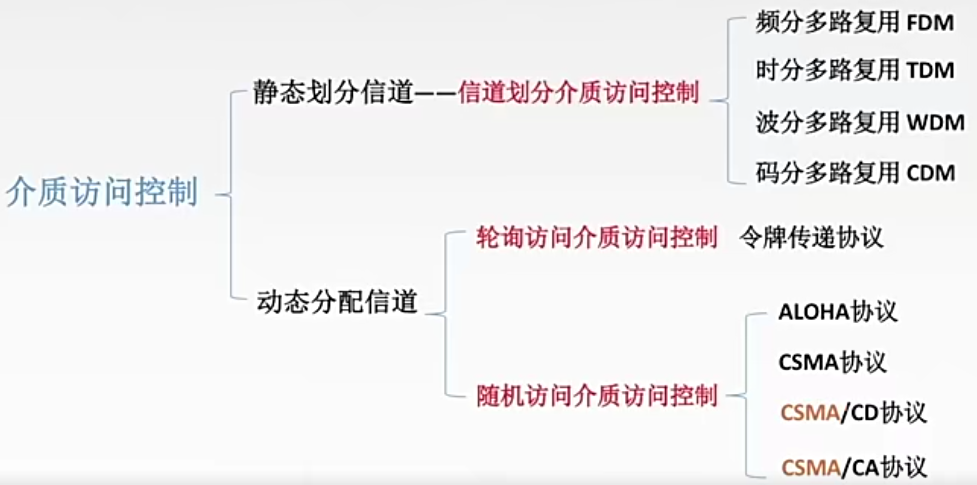 介质访问控制
静态划分信道——信道划分介质访问控制
频分多路复用 FDM
时分多路复用 TDM
波分多路复用 WDM
码分多路复用 CDM
动态分配信道
轮询访问介质访问控制 令牌传递协议
随机访问介质访问控制
ALOHA协议
CSMA协议
CSMA/CD协议
CSMA/CA协议